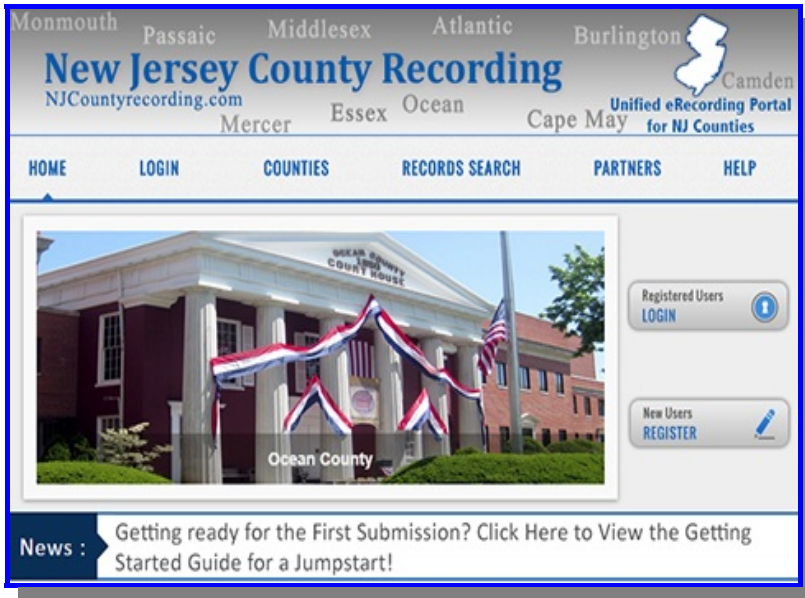 Monmouth Passaic Middlesex Atlantic Burlington
New Jersey County Recording
Camden
NJCountyrecording.com
Mercer Essex Ocean Cape May
Unified eRecording Portal
for NJ Counties
HOME LOGIN COUNTIES RECORDS SEARCH PARTNERS HELP
OCEAN COUNTY
1850
COURT HOUSE
Registered Users
LOGIN
New Users
REGISTER
Ocean County
News :
Getting ready for the First Submission? Click Here to View the Getting
Started Guide for a Jumpstart!